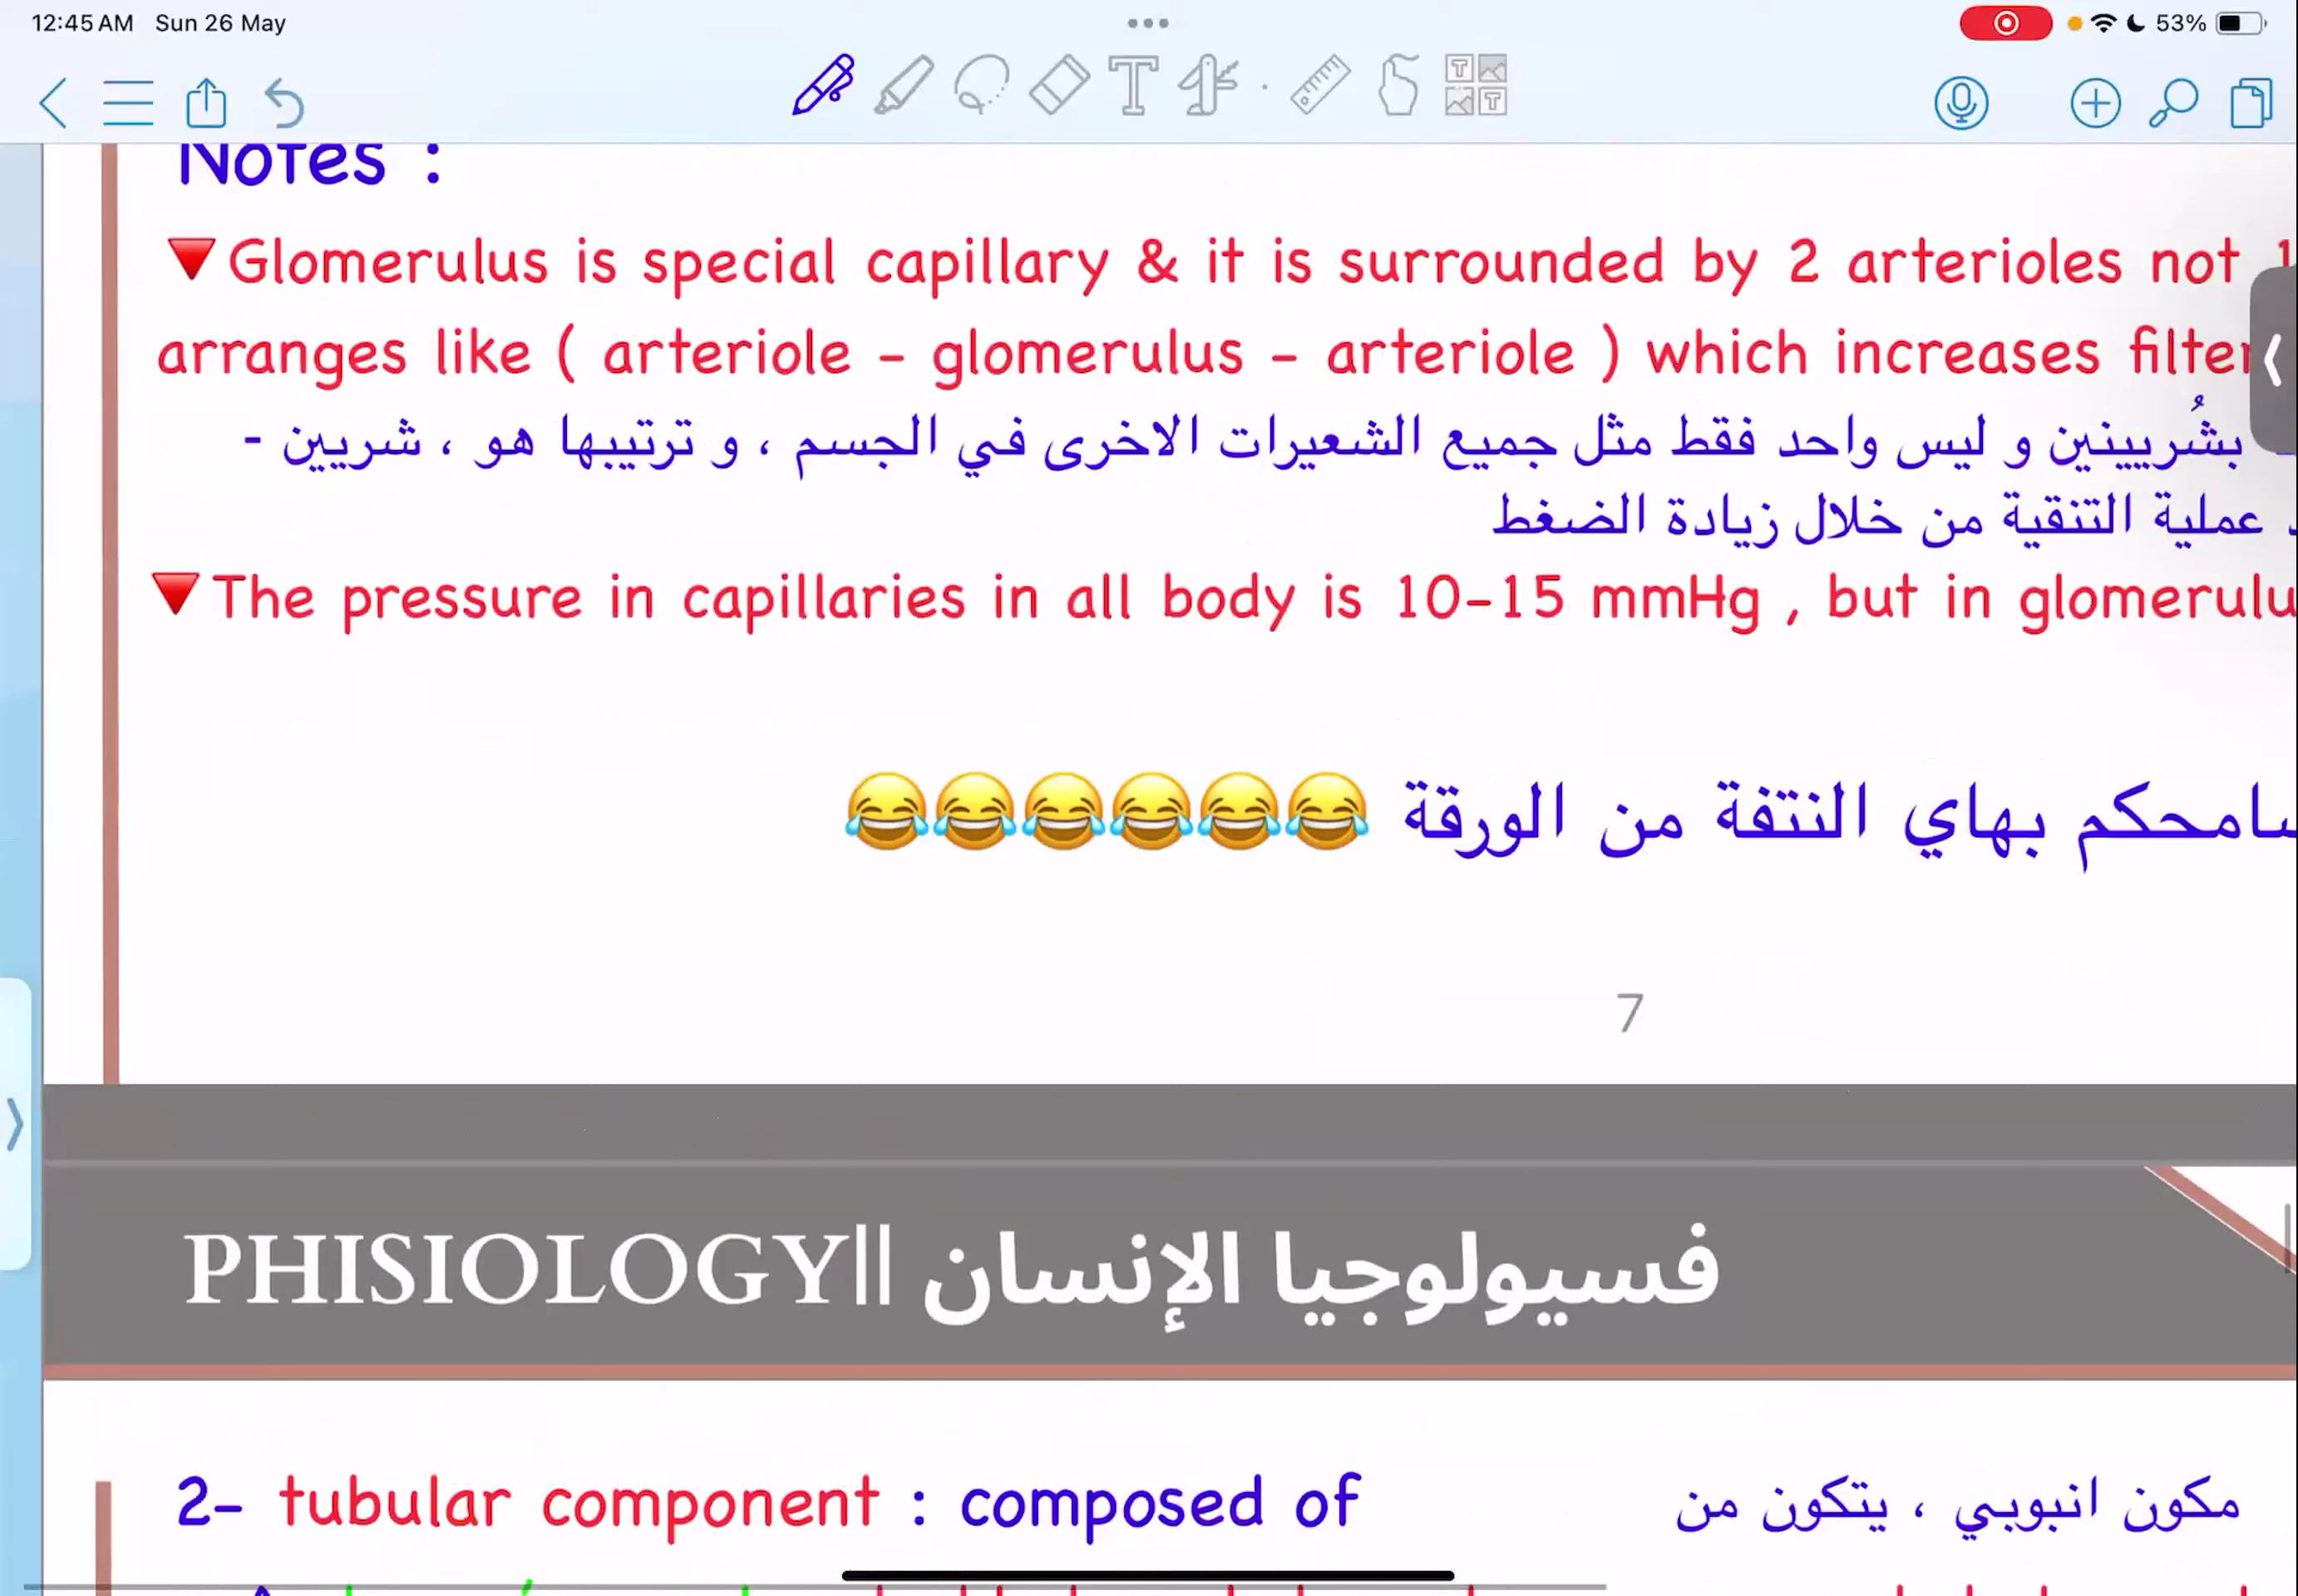 12:45 AM Sun 26 May
53%
Notes :
Glomerulus is special capillary & it is surrounded by 2 arterioles not 1
arranges like ( arteriole - glomerulus - arteriole ) which increases
بشُريينين و ليس واحد فقط مثل جميع الشعيرات الاخرى في الجسم ، و ترتيبها هو ، شريين -
عملية التنقية من خلال زيادة الضغط
The pressure in capillaries in all body is 10-15 mmHg , but in
😂😂😂😂😂😂 بهاي النتفة من الورقة
7
PHISIOLOGY|| فسيولوجيا الإنسان
2- tubular component : composed of مكون انبوبي ، يتكون من